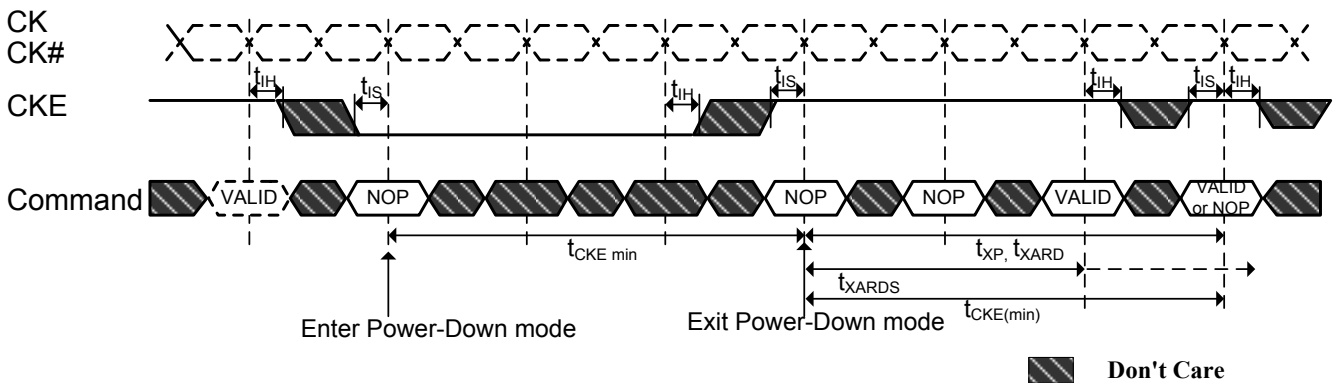 CK
CK#
tIH tIS tIH tIS tIH tIS tIH
CKE
Command VALID NOP NOP NOP VALID VALID or NOP
tCKE min
tXP, tXARD
tXARDS
tCKE(min)
Enter Power-Down mode
Exit Power-Down mode
Don't Care